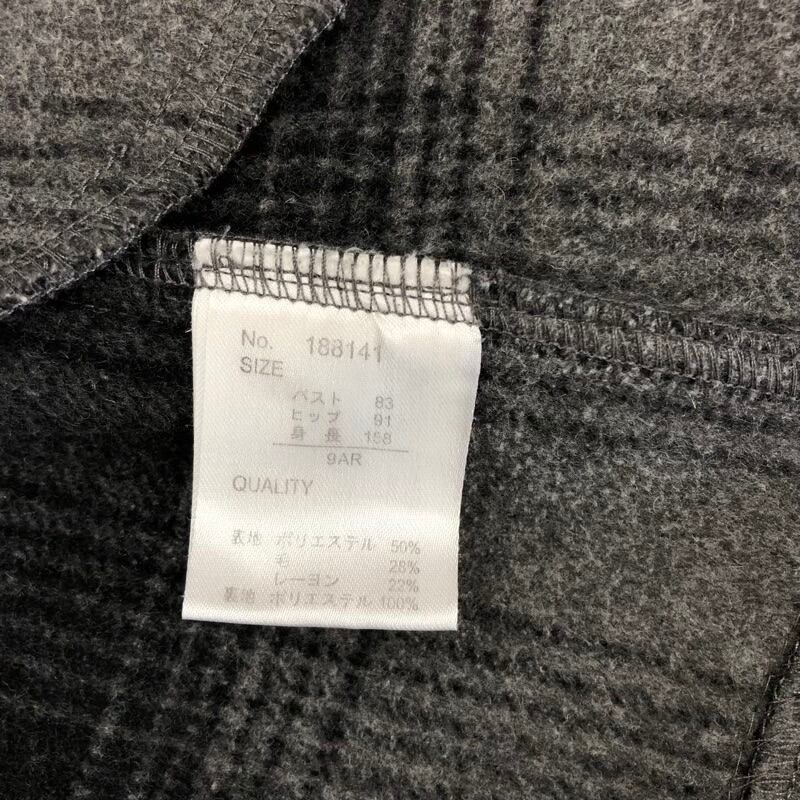 No. 188141
SIZE
バスト 83
ヒップ 91
身長 158
9AR
QUALITY
表地 ポリエステル 50%
毛 28%
レーヨン 22%
裏地 ポリエステル 100%